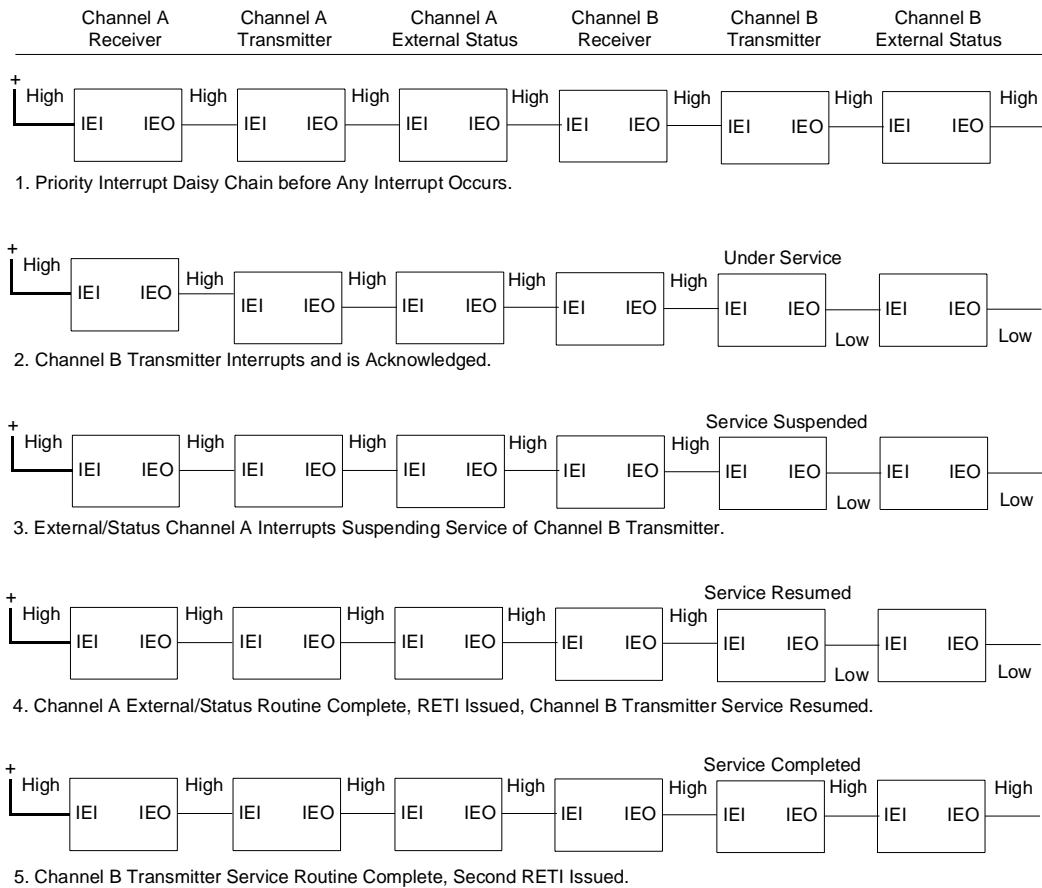 Channel A Channel A Channel A Channel B Channel B Channel B
Receiver Transmitter External Status Receiver Transmitter External Status
+
High High High High High High High
IEI IEO IEI IEO IEI IEO IEI IEO IEI IEO IEI IEO
1. Priority Interrupt Daisy Chain before Any Interrupt Occurs.
+
Under Service
High High High High High
IEI IEO IEI IEO IEI IEO IEI IEO IEI IEO IEI IEO
Low Low
2. Channel B Transmitter Interrupts and is Acknowledged.
+
Service Suspended
High High High High High
IEI IEO IEI IEO IEI IEO IEI IEO IEI IEO IEI IEO
Low Low
3. External/Status Channel A Interrupts Suspending Service of Channel B Transmitter.
+
Service Resumed
High High High High High
IEI IEO IEI IEO IEI IEO IEI IEO IEI IEO IEI IEO
Low Low
4. Channel A External/Status Routine Complete, RETI Issued, Channel B Transmitter Service Resumed.
+
Service Completed
High High High High High High High
IEI IEO IEI IEO IEI IEO IEI IEO IEI IEO IEI IEO
5. Channel B Transmitter Service Routine Complete, Second RETI Issued.